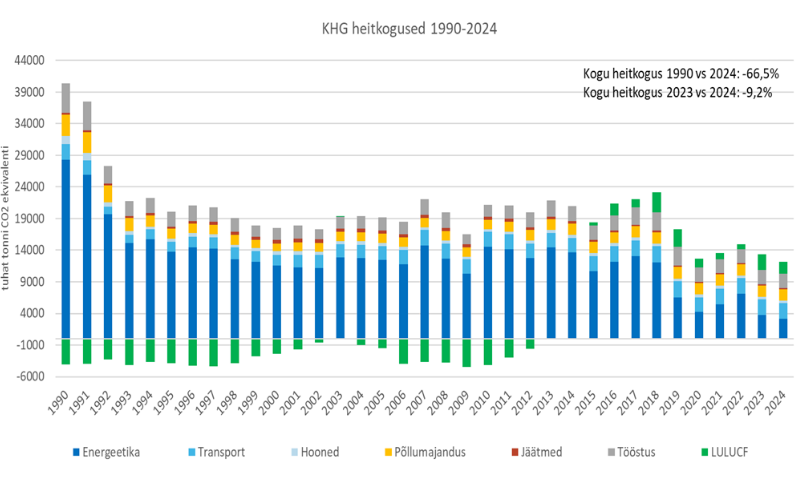 KHG heitkogused 1990-2024
Kogu heitkogus 1990 vs 2024: -66,5%
Kogu heitkogus 2023 vs 2024: -9,2%
tuhat tonni CO2 ekvivalenti
44000
39000
34000
29000
24000
19000
14000
9000
4000
-1000
-6000
1990 1991 1992 1993 1994 1995 1996 1997 1998 1999 2000 2001 2002 2003 2004 2005 2006 2007 2008 2009 2010 2011 2012 2013 2014 2015 2016 2017 2018 2019 2020 2021 2022 2023 2024
Energeetika Transport Hooned Põllumajandus Jäätmed Tööstus LULUCF